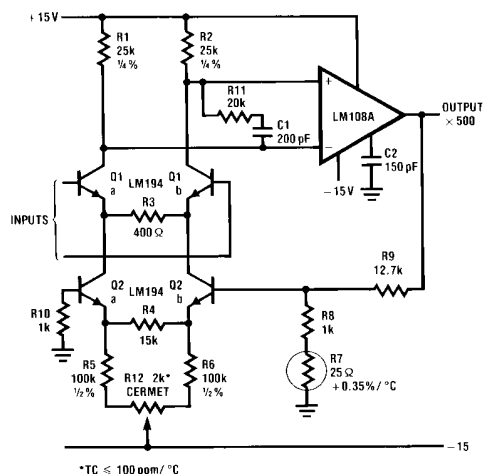 + 15V
R1
25k
¼%
R2
25k
¼%
R11
20k
C1
200 pF
+
−
LM108A
OUTPUT
×500
C2
150 pF
−15V
Q1
a
LM194
Q1
b
INPUTS
R3
400 Ω
R9
12.7k
Q2
a
LM194
Q2
b
R10
1k
R4
15k
R8
1k
R5
100k
½%
R12 2k*
CERMET
R6
100k
½%
R7
25Ω
+0.35%/°C
−15
*TC ≤ 100 ppm/°C